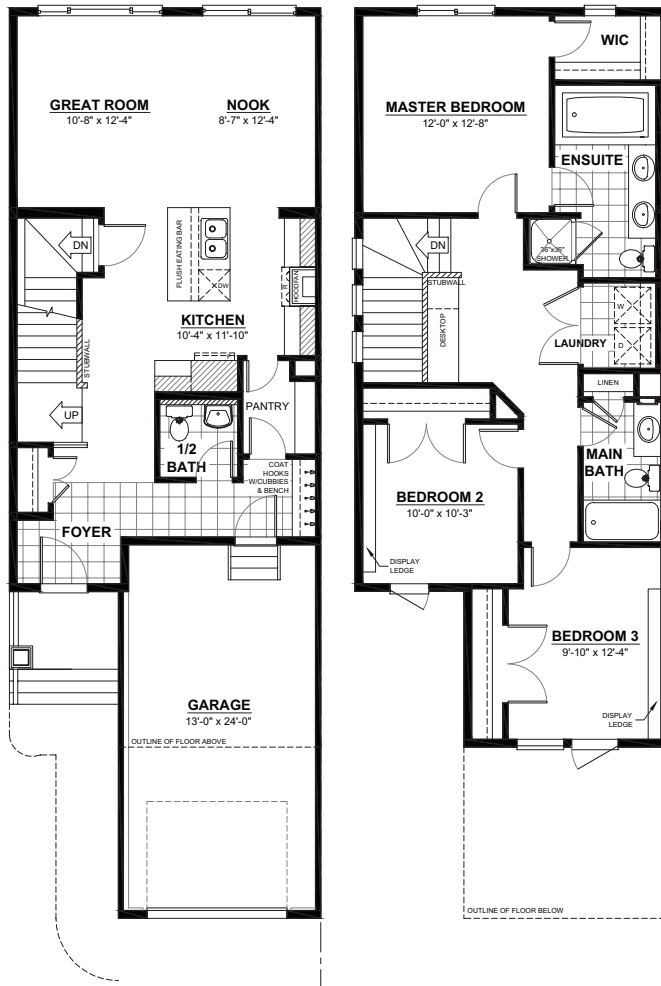 GREAT ROOM
10'-8" x 12'-4"
NOOK
8'-7" x 12'-4"
DN
FLUSH EATING BAR
DW
HOODFAN
R
KITCHEN
10'-4" x 11'-10"
STUBWALL
UP
PANTRY
1/2
BATH
COAT
HOOKS
W/CUBBIES
& BENCH
FOYER
GARAGE
13'-0" x 24'-0"
OUTLINE OF FLOOR ABOVE
WIC
MASTER BEDROOM
12'-0" x 12'-8"
ENSUITE
DN
36"x36"
SHOWER
STUBWALL
DESKTOP
W
LAUNDRY
D
LINEN
MAIN
BATH
BEDROOM 2
10'-0" x 10'-3"
DISPLAY
LEDGE
BEDROOM 3
9'-10" x 12'-4"
DISPLAY
LEDGE
OUTLINE OF FLOOR BELOW